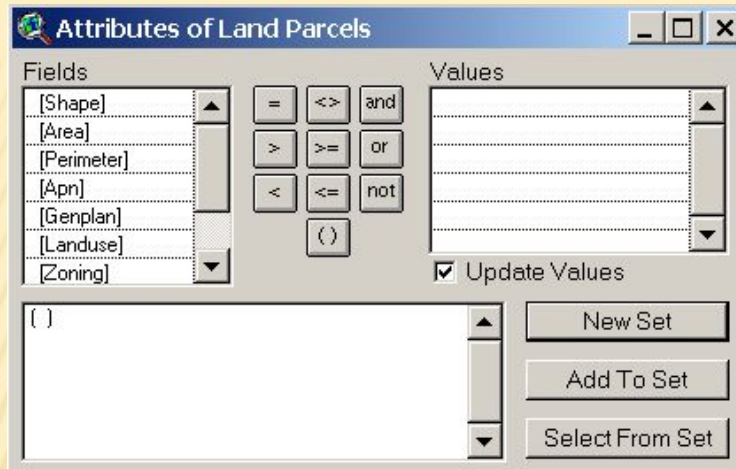 Attributes of Land Parcels
Fields
Values
[Shape]
[Area]
[Perimeter]
[Apn]
[Genplan]
[Landuse]
[Zoning]
= <> and
> >= or
< <= not
( )
Update Values
( )
New Set
Add To Set
Select From Set